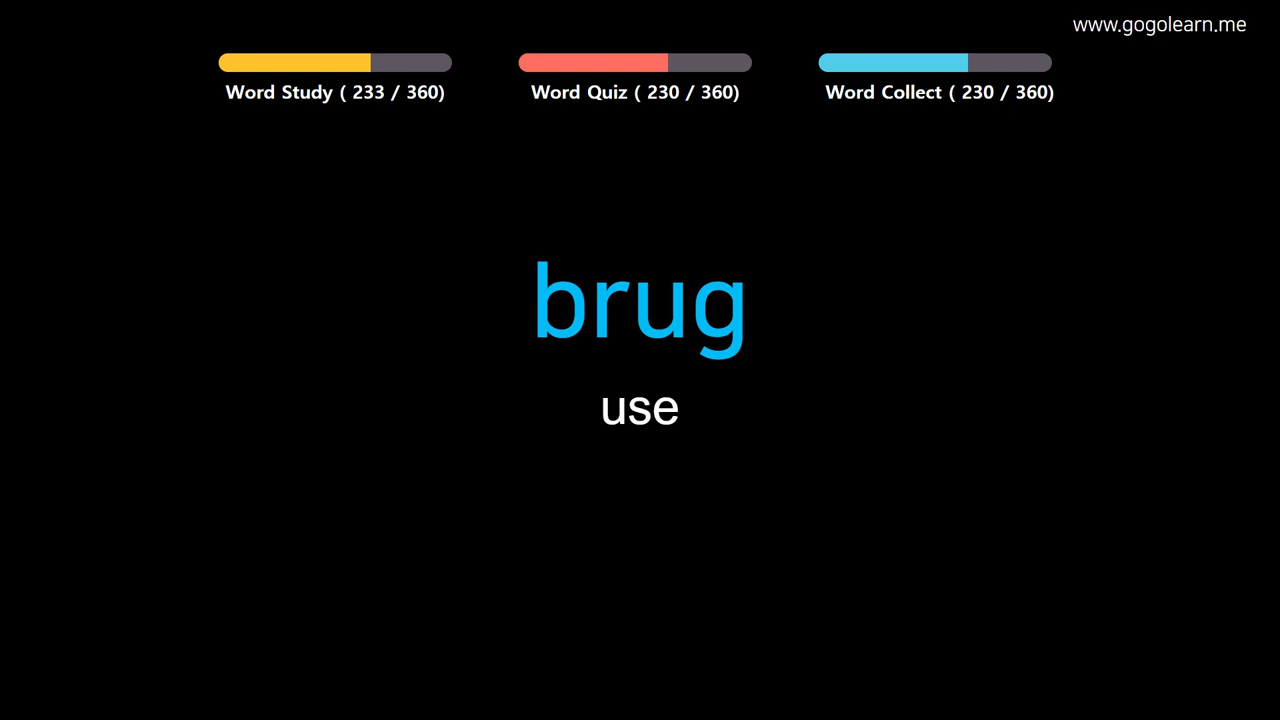 www.gogolearn.me
Word Study ( 233 / 360)
Word Quiz ( 230 / 360)
Word Collect ( 230 / 360)
brug
use